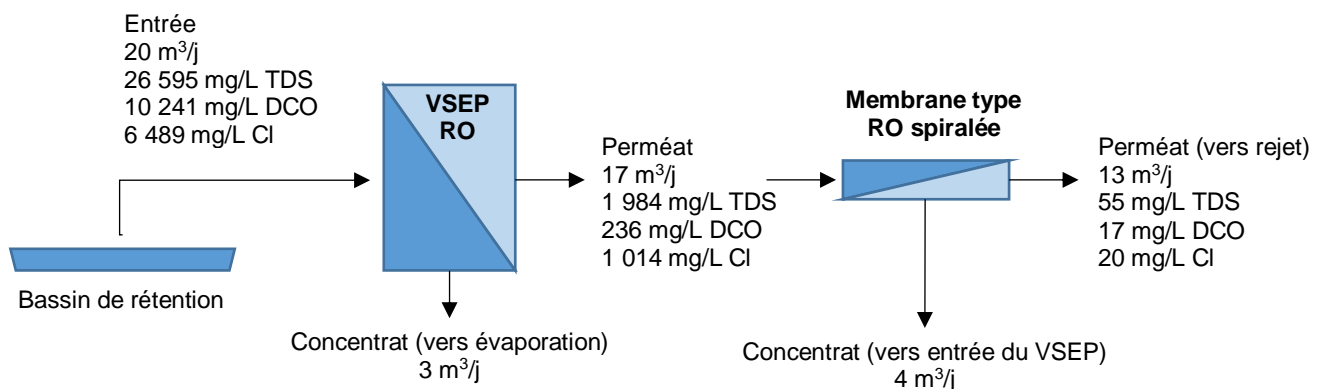 Entrée
20 m³/j
26 595 mg/L TDS
10 241 mg/L DCO
6 489 mg/L Cl
Bassin de rétention
VSEP
RO
Concentrat (vers évaporation)
3 m³/j
Perméat
17 m³/j
1 984 mg/L TDS
236 mg/L DCO
1 014 mg/L Cl
Membrane type
RO spiralée
Concentrat (vers entrée du VSEP)
4 m³/j
Perméat (vers rejet)
13 m³/j
55 mg/L TDS
17 mg/L DCO
20 mg/L Cl